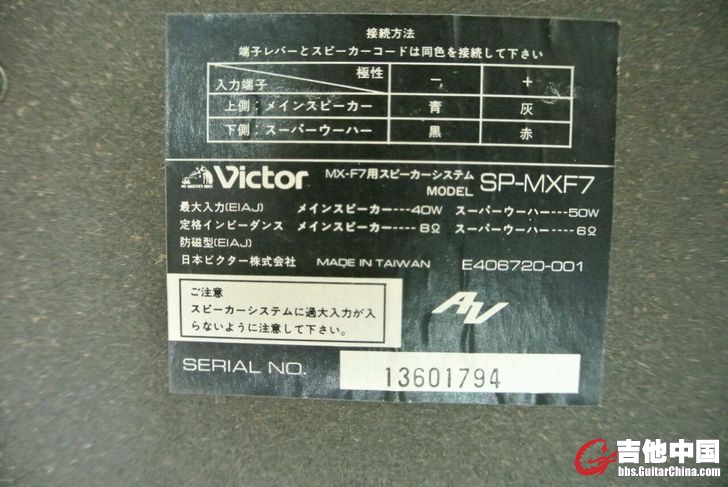 接続方法
端子レバーとスピーカーコードは同色を接続して下さい
極性 − +
入力端子
上側：メインスピーカー 青 灰
下側：スーパーウーハー 黒 赤
HIS MASTER'S VOICE
Victor MX-F7用スピーカーシステム
MODEL SP-MXF7
最大入力(EIAJ) メインスピーカー---40W スーパーウーハー---50W
定格インピーダンス メインスピーカー---8Ω スーパーウーハー---6Ω
防磁型(EIAJ)
日本ビクター株式会社 MADE IN TAIWAN E406720-001
ご注意
スピーカーシステムに過大入力が入
らないように注意して下さい。
AV
SERIAL NO. 13601794
吉他中国
bbs.GuitarChina.com